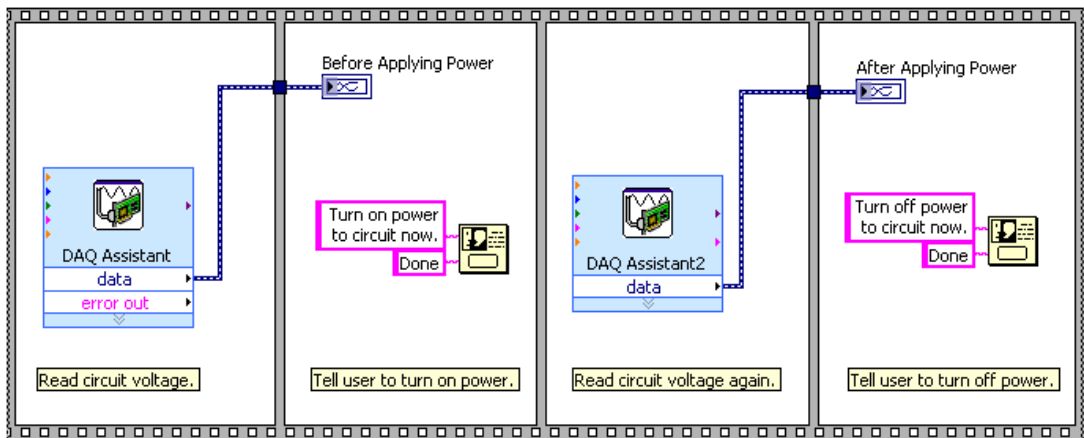 DAQ Assistant
data
error out
Read circuit voltage.
Before Applying Power
Turn on power
to circuit now.
Done
Tell user to turn on power.
DAQ Assistant2
data
Read circuit voltage again.
After Applying Power
Turn off power
to circuit now.
Done
Tell user to turn off power.